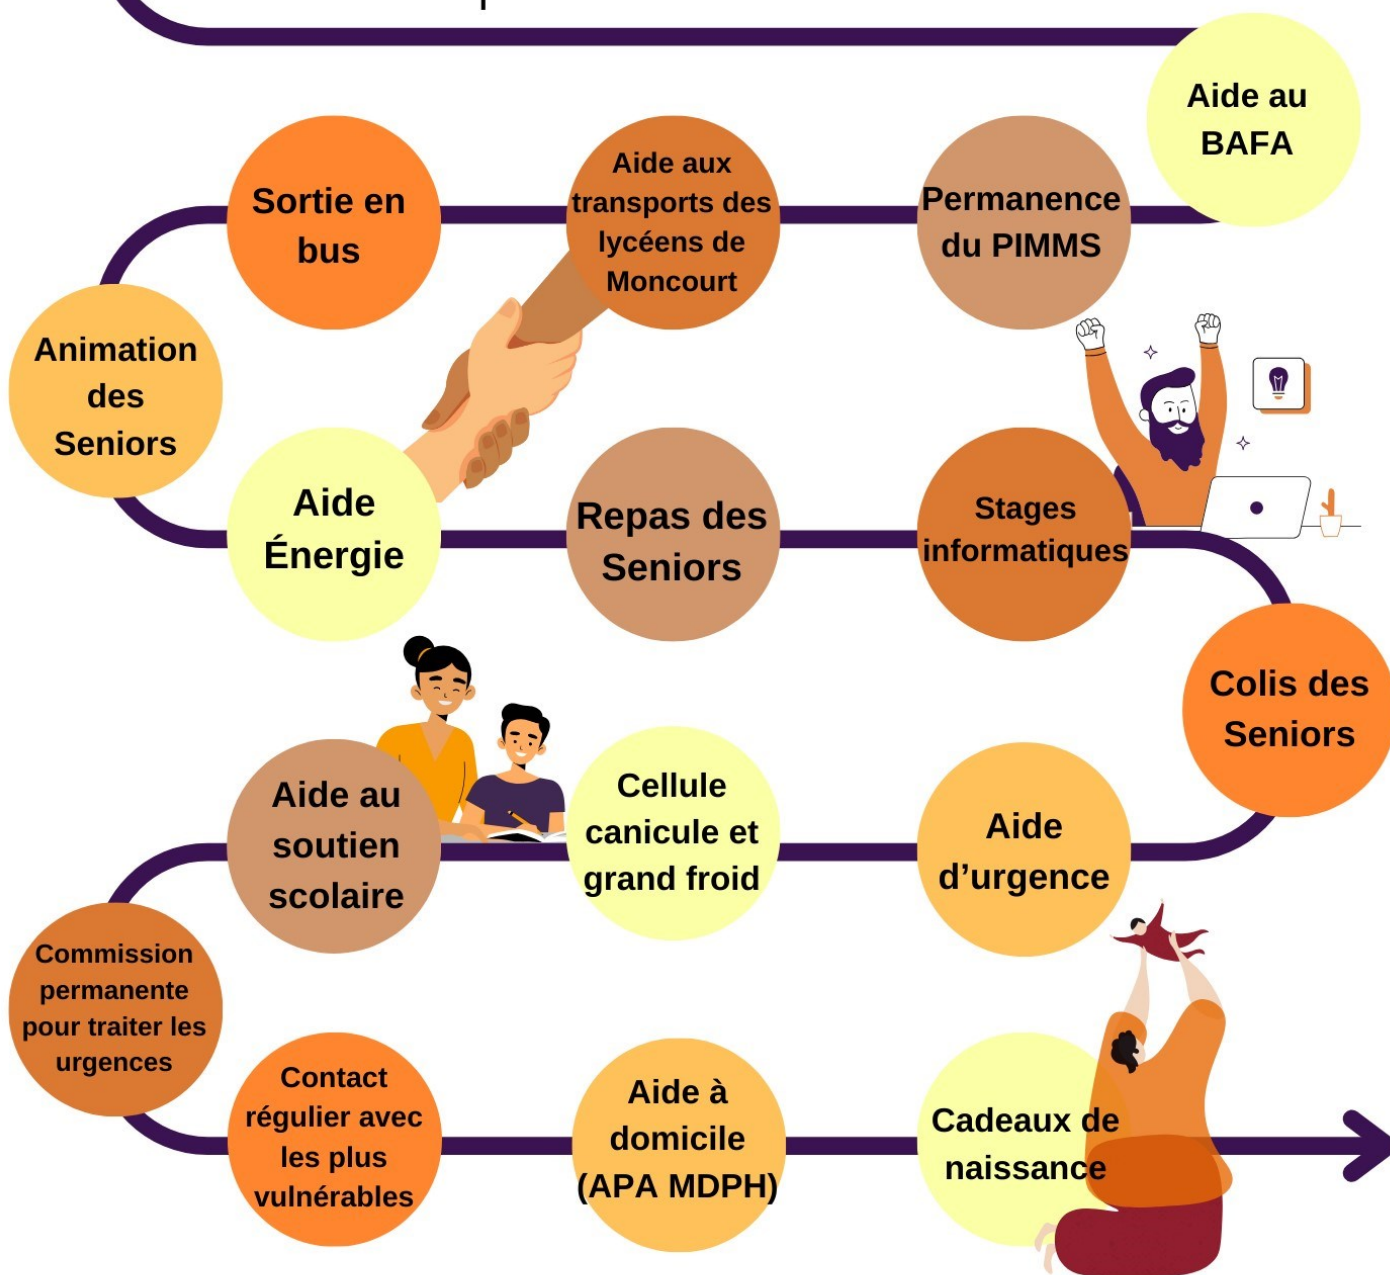 Aide au
BAFA
Permanence
du PIMMS
Aide aux
transports des
lycéens de
Moncourt
Sortie en
bus
Animation
des
Seniors
Aide
Énergie
Repas des
Seniors
Stages
informatiques
Colis des
Seniors
Aide
d’urgence
Cellule
canicule et
grand froid
Aide au
soutien
scolaire
Commission
permanente
pour traiter les
urgences
Contact
régulier avec
les plus
vulnérables
Aide à
domicile
(APA MDPH)
Cadeaux de
naissance